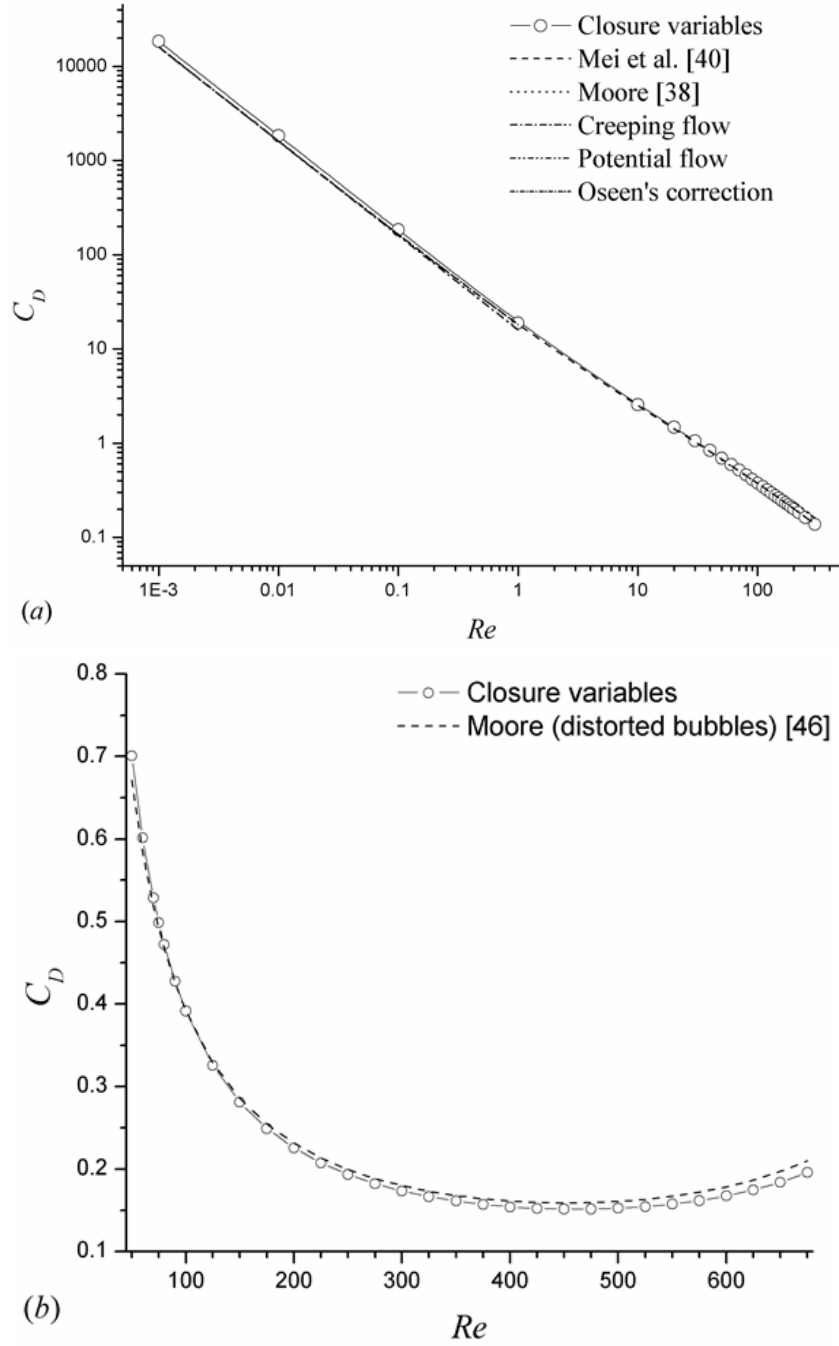 10000
1000
100
10
1
0.1
C_D
Closure variables
Mei et al. [40]
Moore [38]
Creeping flow
Potential flow
Oseen's correction
1E-3 0.01 0.1 1 10 100
(a)
Re
0.8
0.7
0.6
0.5
0.4
0.3
0.2
0.1
C_D
Closure variables
Moore (distorted bubbles) [46]
100 200 300 400 500 600
(b)
Re